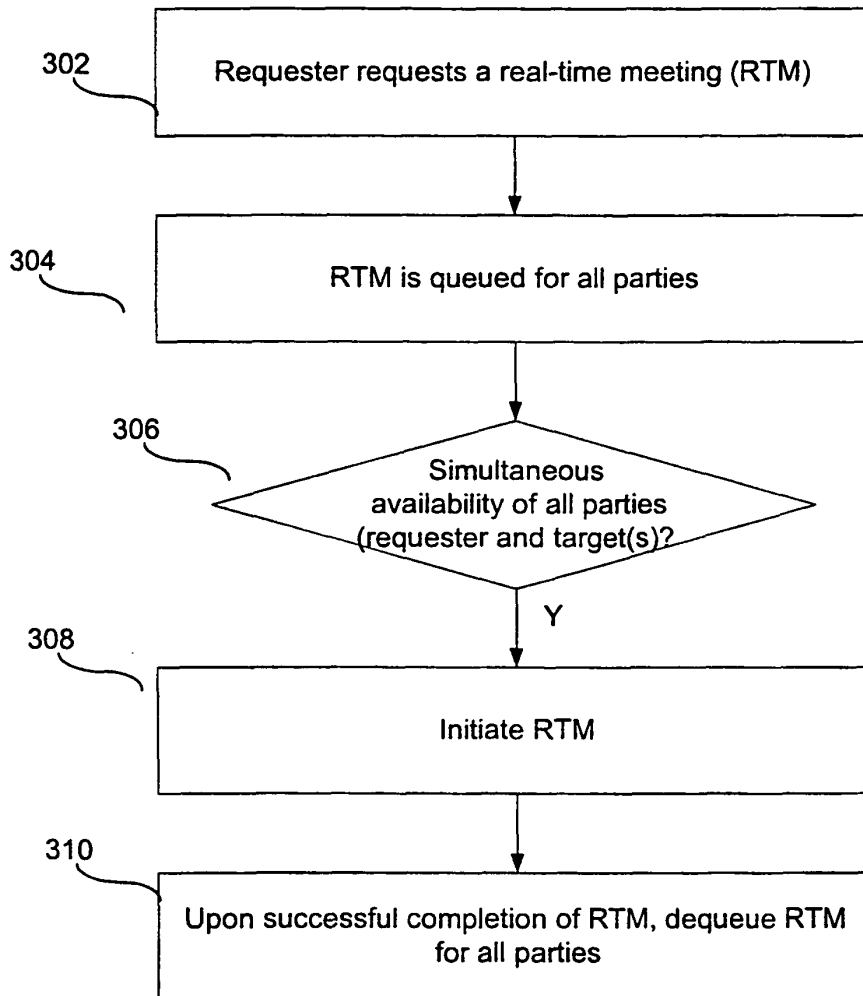 302
Requester requests a real-time meeting (RTM)
304
RTM is queued for all parties
306
Simultaneous
availability of all parties
(requester and target(s)?
Y
308
Initiate RTM
310
Upon successful completion of RTM, dequeue RTM
for all parties